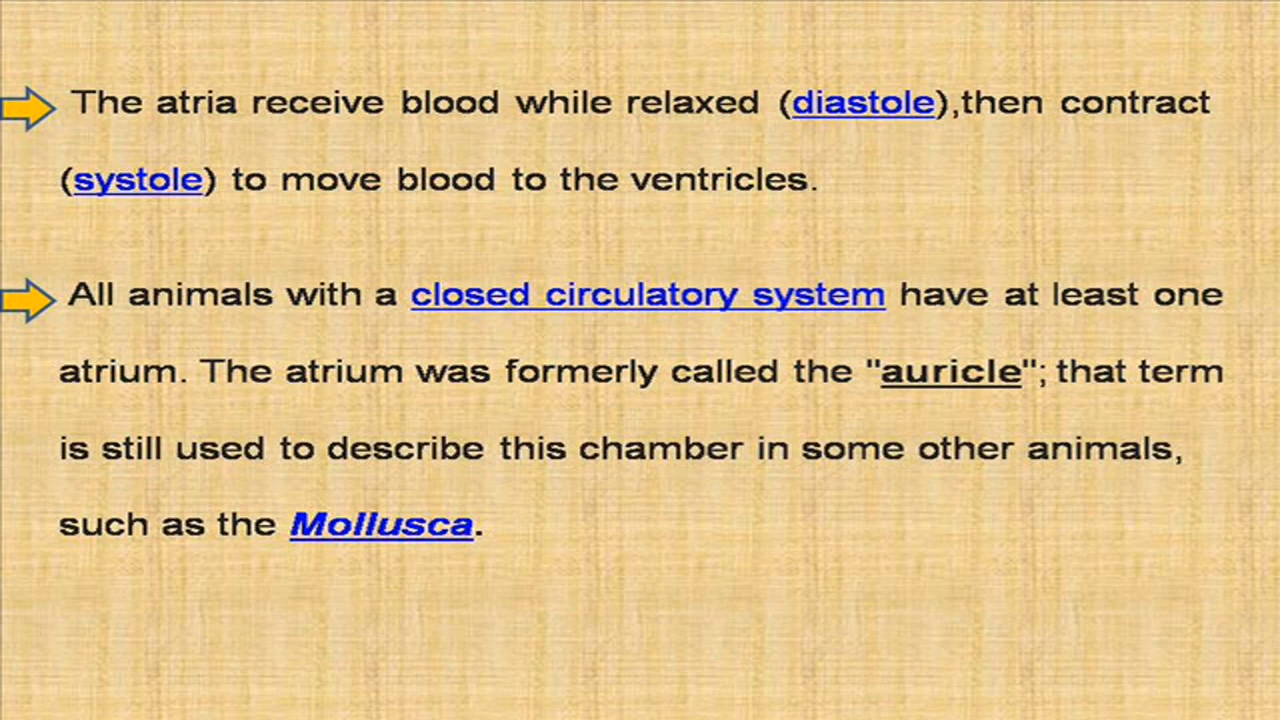 The atria receive blood while relaxed (diastole),then contract
(systole) to move blood to the ventricles.
All animals with a closed circulatory system have at least one
atrium. The atrium was formerly called the "auricle"; that term
is still used to describe this chamber in some other animals,
such as the Mollusca.